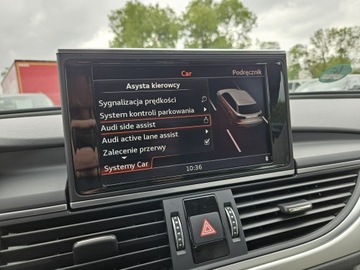 Car
Podręcznik
Asysta kierowcy
Sygnalizacja prędkości
System kontroli parkowania
Audi side assist
Audi active lane assist
Zalecenie przerwy
Systemy Car
10:36